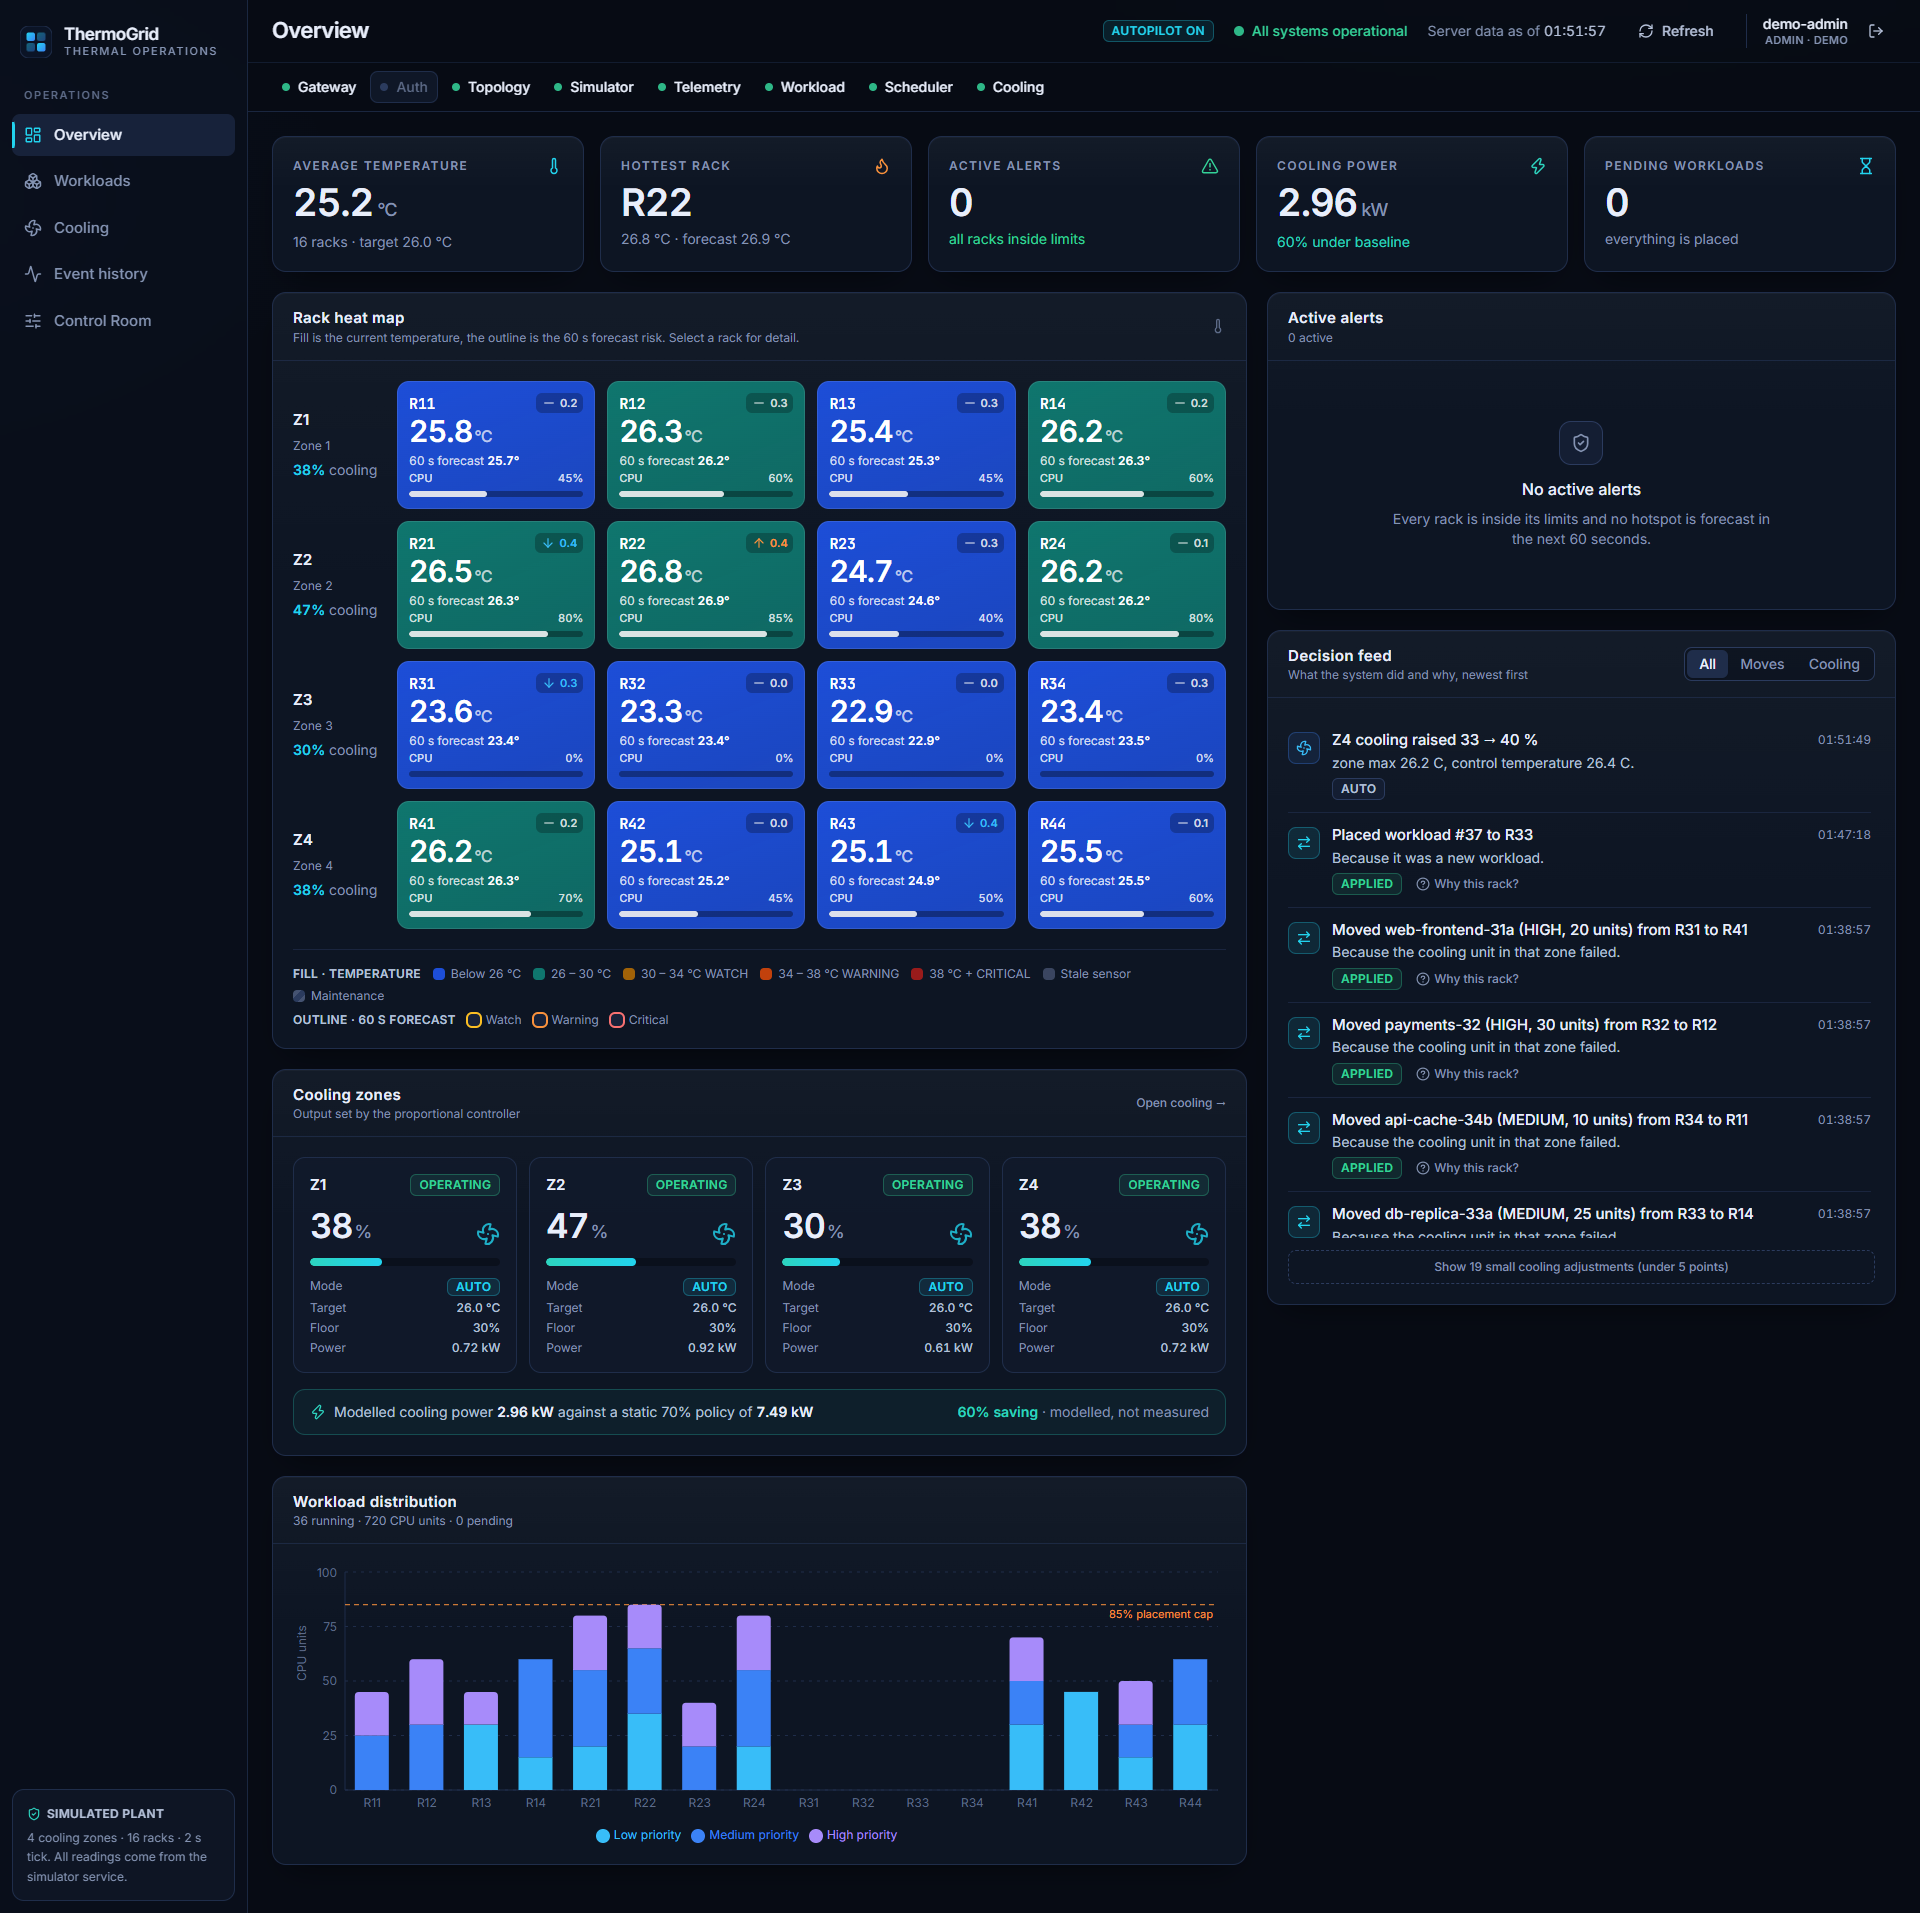 ThermoGrid
THERMAL OPERATIONS
OPERATIONS
Overview
Workloads
Cooling
Event history
Control Room
SIMULATED PLANT
4 cooling zones · 16 racks · 2 s
tick. All readings come from the
simulator service.
Overview
AUTOPILOT ON
All systems operational
Server data as of 01:51:57
Refresh
demo-admin
ADMIN · DEMO
Gateway
Auth
Topology
Simulator
Telemetry
Workload
Scheduler
Cooling
AVERAGE TEMPERATURE
25.2 °C
16 racks · target 26.0 °C
HOTTEST RACK
R22
26.8 °C · forecast 26.9 °C
ACTIVE ALERTS
0
all racks inside limits
COOLING POWER
2.96 kW
60% under baseline
PENDING WORKLOADS
0
everything is placed
Rack heat map
Fill is the current temperature, the outline is the 60 s forecast risk. Select a rack for detail.
Z1
Zone 1
38% cooling
R11
— 0.2
25.8 °C
60 s forecast 25.7°
CPU 45%
R12
— 0.3
26.3 °C
60 s forecast 26.2°
CPU 60%
R13
— 0.3
25.4 °C
60 s forecast 25.3°
CPU 45%
R14
— 0.2
26.2 °C
60 s forecast 26.3°
CPU 60%
Z2
Zone 2
47% cooling
R21
↓ 0.4
26.5 °C
60 s forecast 26.3°
CPU 80%
R22
↑ 0.4
26.8 °C
60 s forecast 26.9°
CPU 85%
R23
— 0.3
24.7 °C
60 s forecast 24.6°
CPU 40%
R24
— 0.1
26.2 °C
60 s forecast 26.2°
CPU 80%
Z3
Zone 3
30% cooling
R31
↓ 0.3
23.6 °C
60 s forecast 23.4°
CPU 0%
R32
— 0.0
23.3 °C
60 s forecast 23.4°
CPU 0%
R33
— 0.0
22.9 °C
60 s forecast 22.9°
CPU 0%
R34
— 0.3
23.4 °C
60 s forecast 23.5°
CPU 0%
Z4
Zone 4
38% cooling
R41
— 0.2
26.2 °C
60 s forecast 26.3°
CPU 70%
R42
— 0.0
25.1 °C
60 s forecast 25.2°
CPU 45%
R43
↓ 0.4
25.1 °C
60 s forecast 24.9°
CPU 50%
R44
— 0.1
25.5 °C
60 s forecast 25.5°
CPU 60%
FILL · TEMPERATURE Below 26 °C 26 – 30 °C 30 – 34 °C WATCH 34 – 38 °C WARNING 38 °C + CRITICAL Stale sensor
Maintenance
OUTLINE · 60 S FORECAST Watch Warning Critical
Active alerts
0 active
No active alerts
Every rack is inside its limits and no hotspot is forecast in
the next 60 seconds.
Decision feed
What the system did and why, newest first
All Moves Cooling
Z4 cooling raised 33 → 40 % 01:51:49
zone max 26.2 C, control temperature 26.4 C.
AUTO
Placed workload #37 to R33 01:47:18
Because it was a new workload.
APPLIED Why this rack?
Moved web-frontend-31a (HIGH, 20 units) from R31 to R41 01:38:57
Because the cooling unit in that zone failed.
APPLIED Why this rack?
Moved payments-32 (HIGH, 30 units) from R32 to R12 01:38:57
Because the cooling unit in that zone failed.
APPLIED Why this rack?
Moved api-cache-34b (MEDIUM, 10 units) from R34 to R11 01:38:57
Because the cooling unit in that zone failed.
APPLIED Why this rack?
Moved db-replica-33a (MEDIUM, 25 units) from R33 to R14 01:38:57
Because the cooling unit in that zone failed.
Show 19 small cooling adjustments (under 5 points)
Cooling zones
Output set by the proportional controller
Open cooling →
Z1 OPERATING
38 %
Mode AUTO
Target 26.0 °C
Floor 30%
Power 0.72 kW
Z2 OPERATING
47 %
Mode AUTO
Target 26.0 °C
Floor 30%
Power 0.92 kW
Z3 OPERATING
30 %
Mode AUTO
Target 26.0 °C
Floor 30%
Power 0.61 kW
Z4 OPERATING
38 %
Mode AUTO
Target 26.0 °C
Floor 30%
Power 0.72 kW
Modelled cooling power 2.96 kW against a static 70% policy of 7.49 kW
60% saving · modelled, not measured
Workload distribution
36 running · 720 CPU units · 0 pending
CPU units
100
75
50
25
0
85% placement cap
R11 R12 R13 R14 R21 R22 R23 R24 R31 R32 R33 R34 R41 R42 R43 R44
Low priority Medium priority High priority